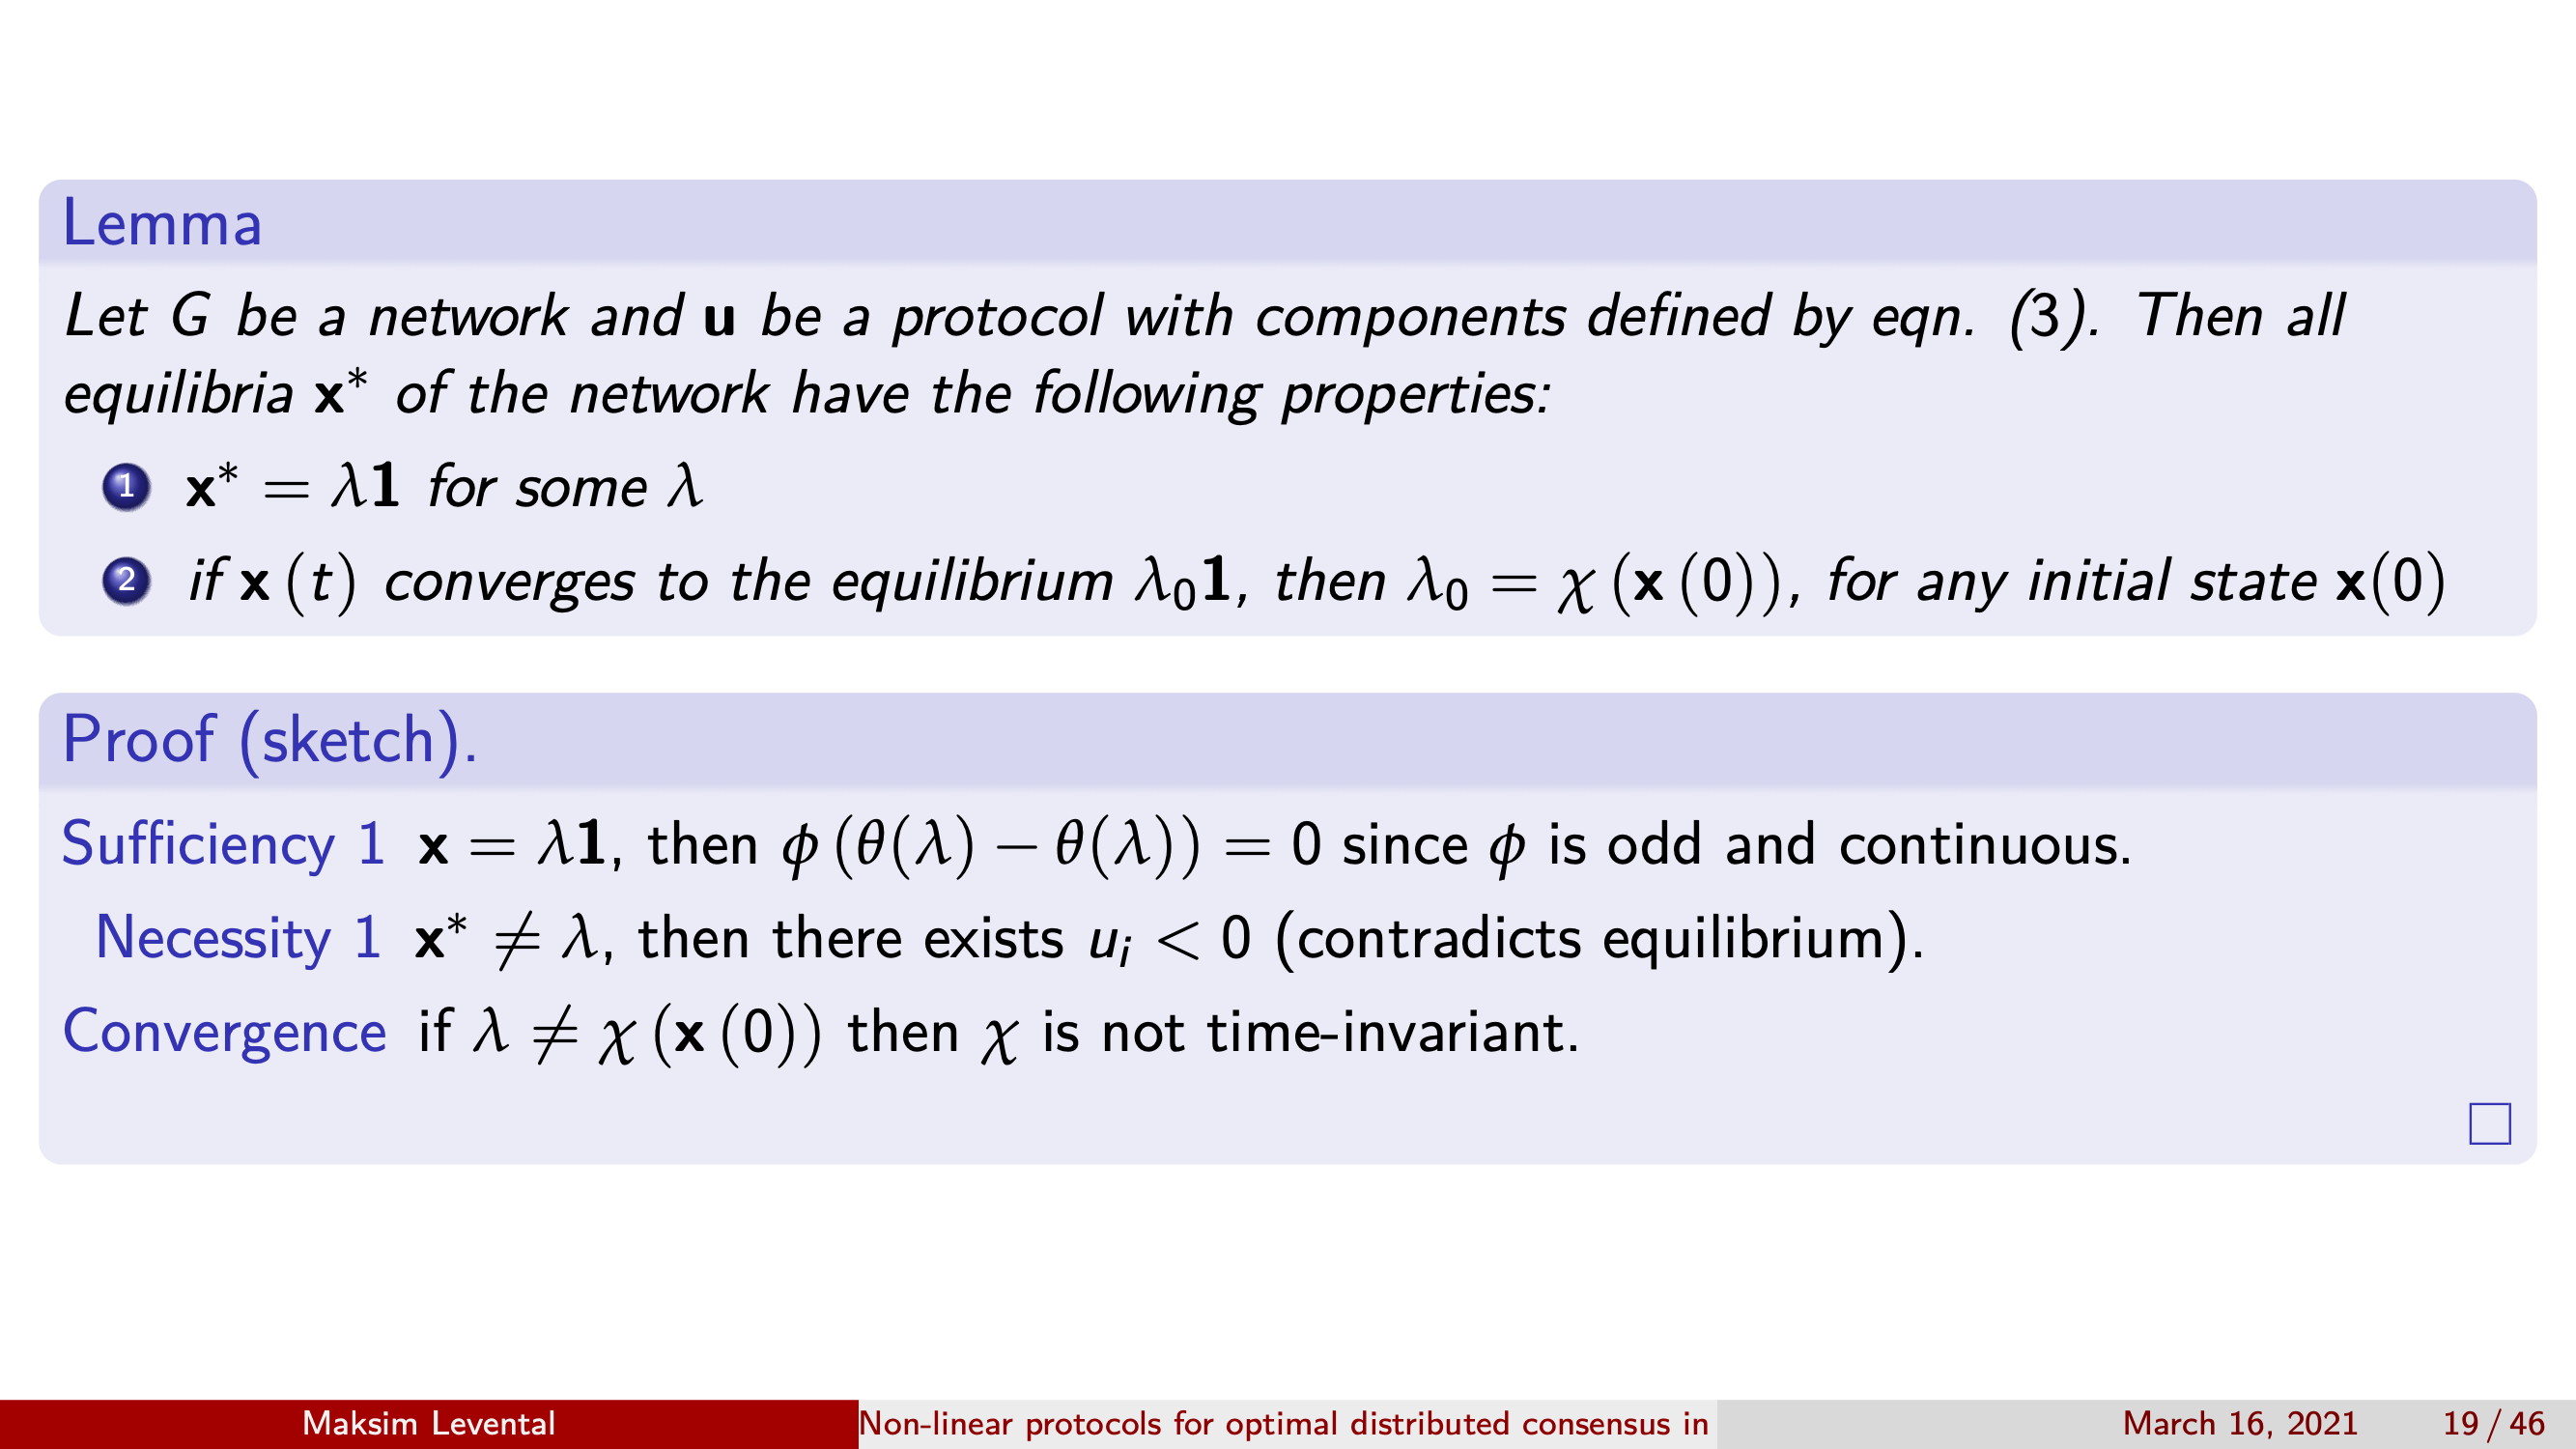 Lemma
Let G be a network and u be a protocol with components defined by eqn. (3). Then all
equilibria x* of the network have the following properties:
1 x* = λ1 for some λ
2 if x (t) converges to the equilibrium λ₀1, then λ₀ = χ (x (0)), for any initial state x(0)
Proof (sketch).
Sufficiency 1 x = λ1, then ϕ (θ(λ) − θ(λ)) = 0 since ϕ is odd and continuous.
Necessity 1 x* ≠ λ, then there exists uᵢ < 0 (contradicts equilibrium).
Convergence if λ ≠ χ (x (0)) then χ is not time-invariant.
□
Maksim Levental Non-linear protocols for optimal distributed consensus in March 16, 2021 19 / 46